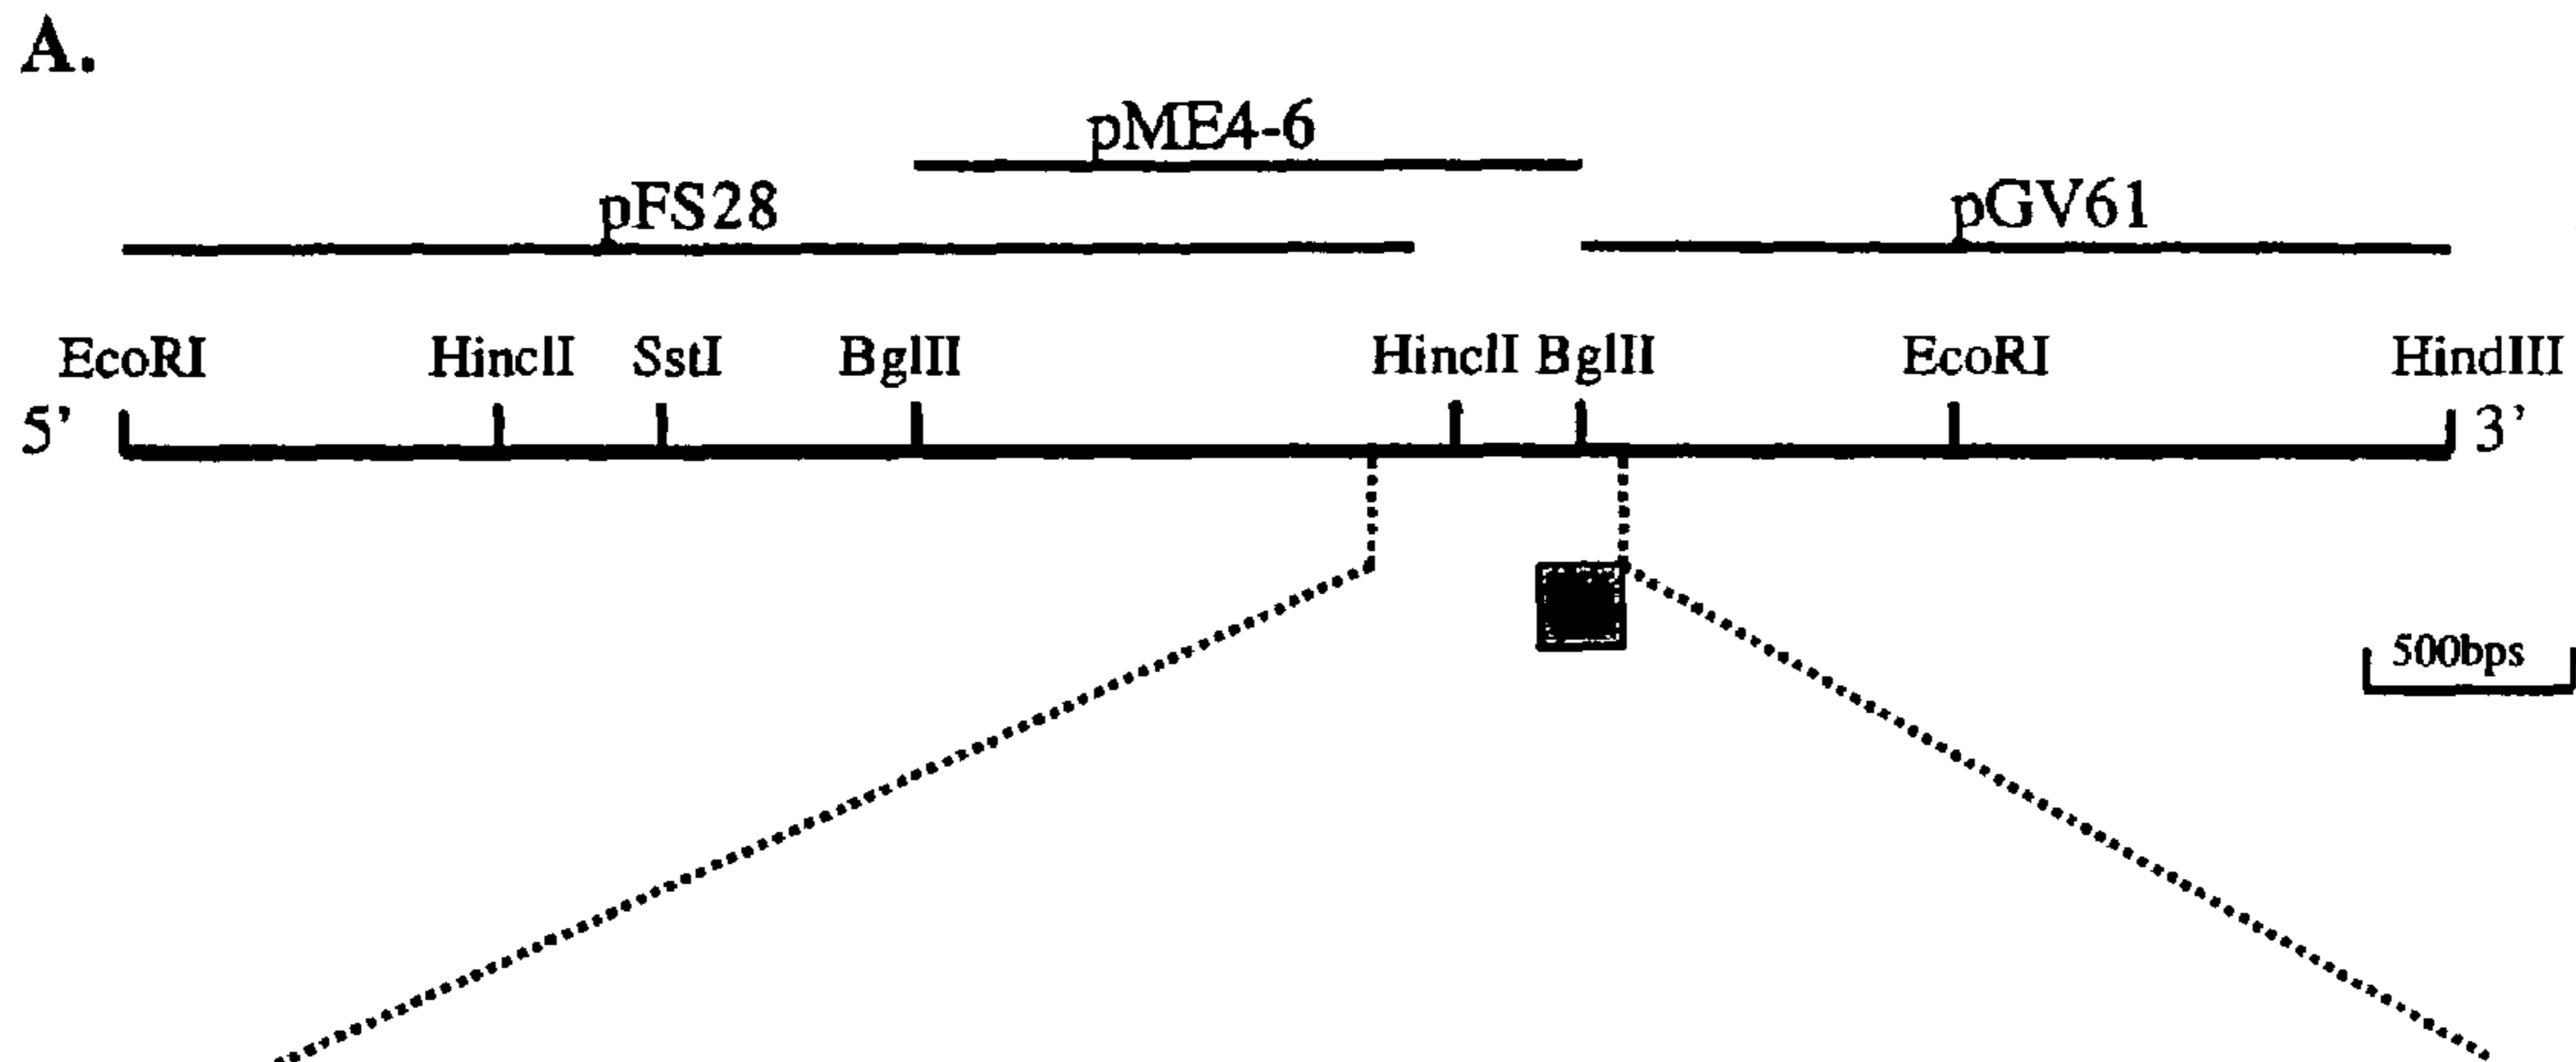 A.
pME4-6
pFS28 pGV61
EcoRI HincII SstI BglII HincII BglII EcoRI HindIII
5' 3'
500bps